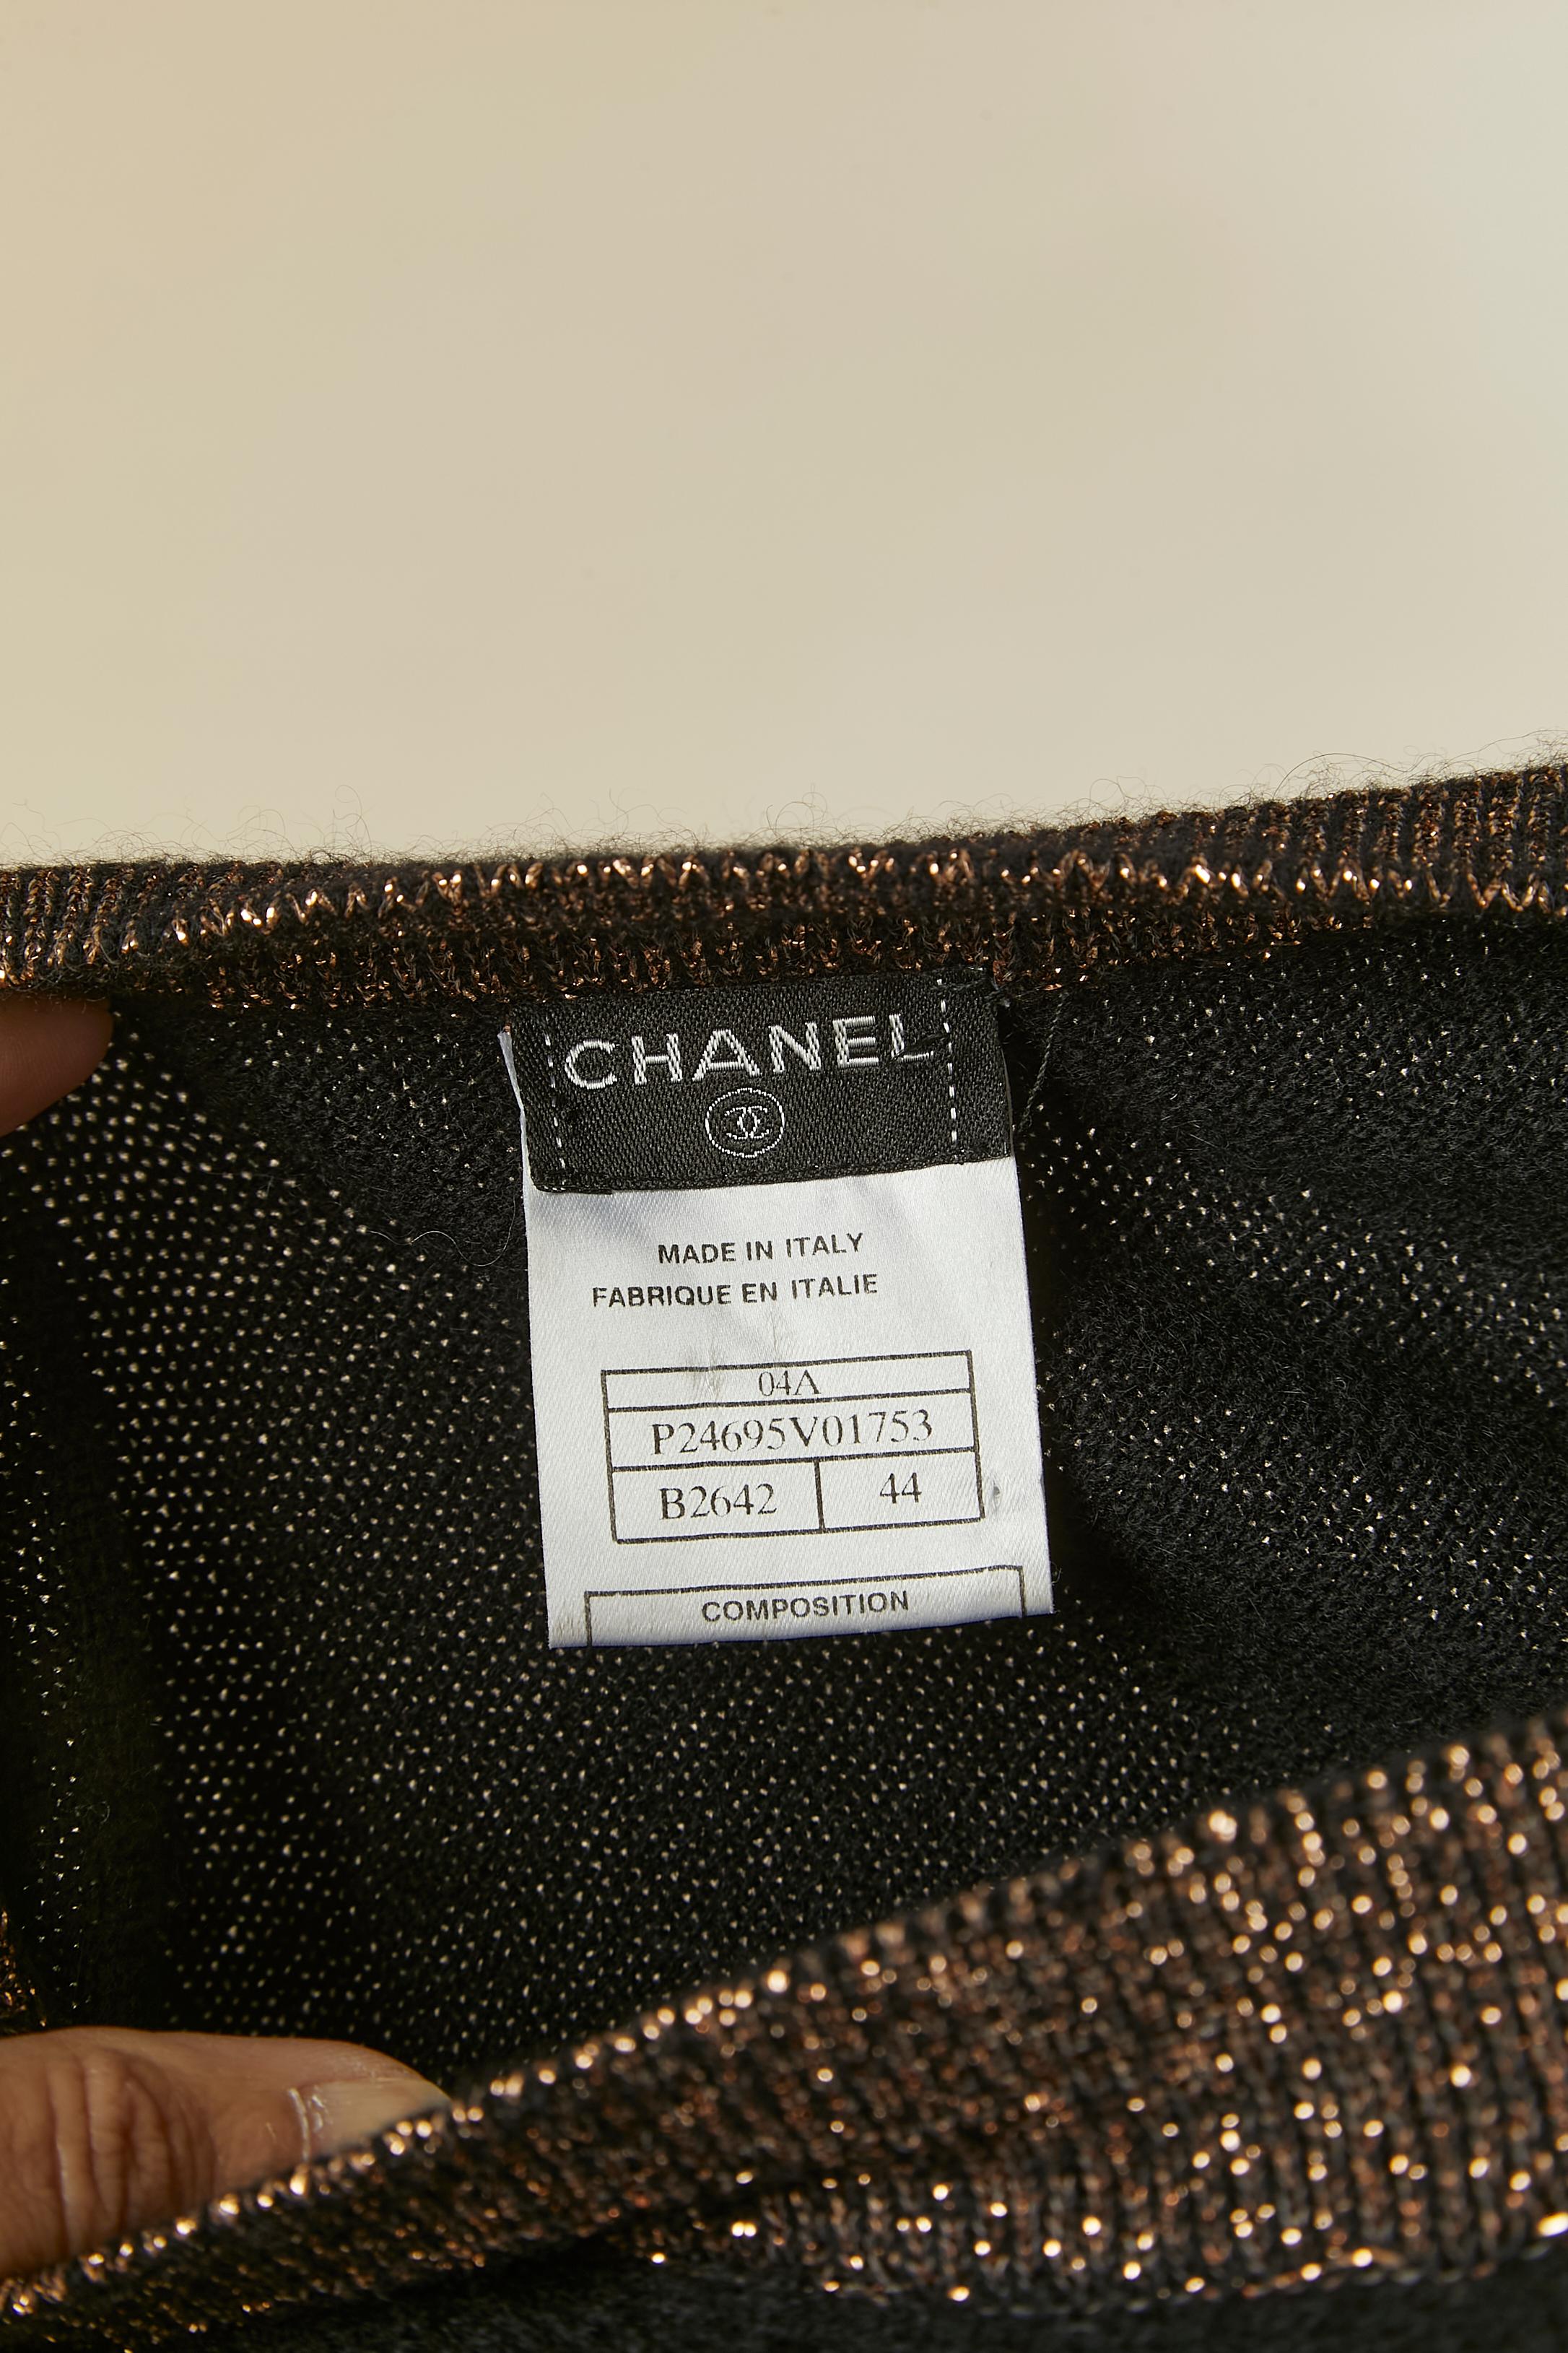 CHANEL
MADE IN ITALY
FABRIQUE EN ITALIE
04A
P24695V01753
B2642 44
COMPOSITION